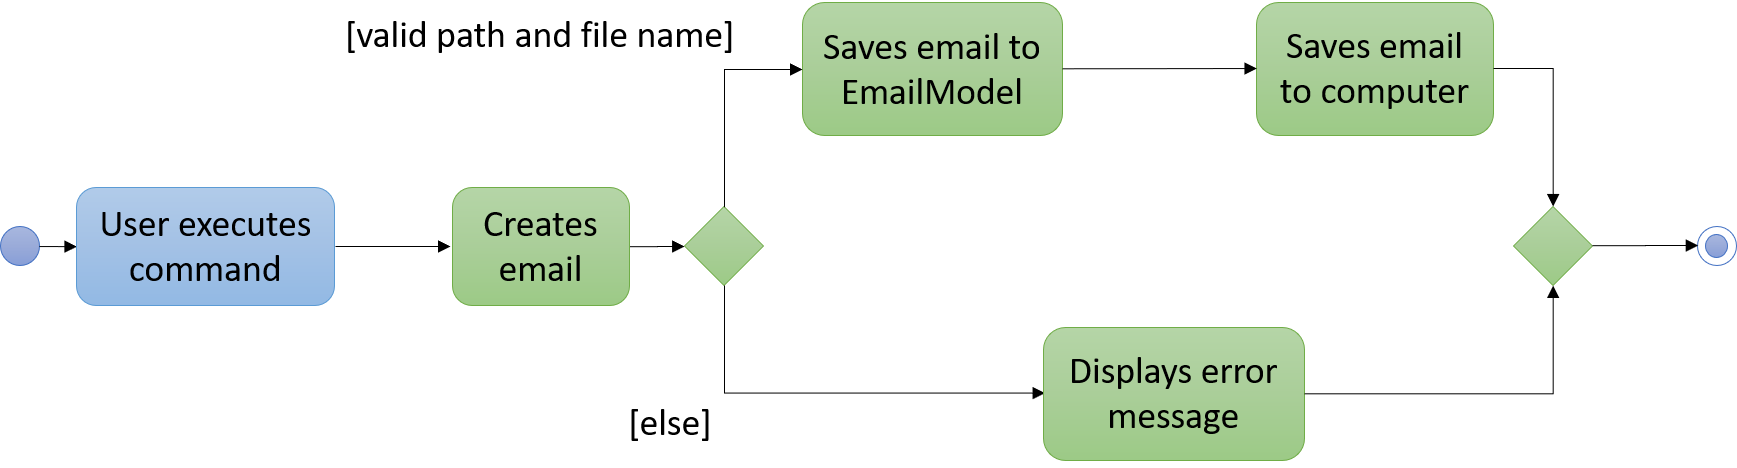 [valid path and file name]
Saves email to
EmailModel
Saves email
to computer
User executes
command
Creates
email
Displays error
message
[else]